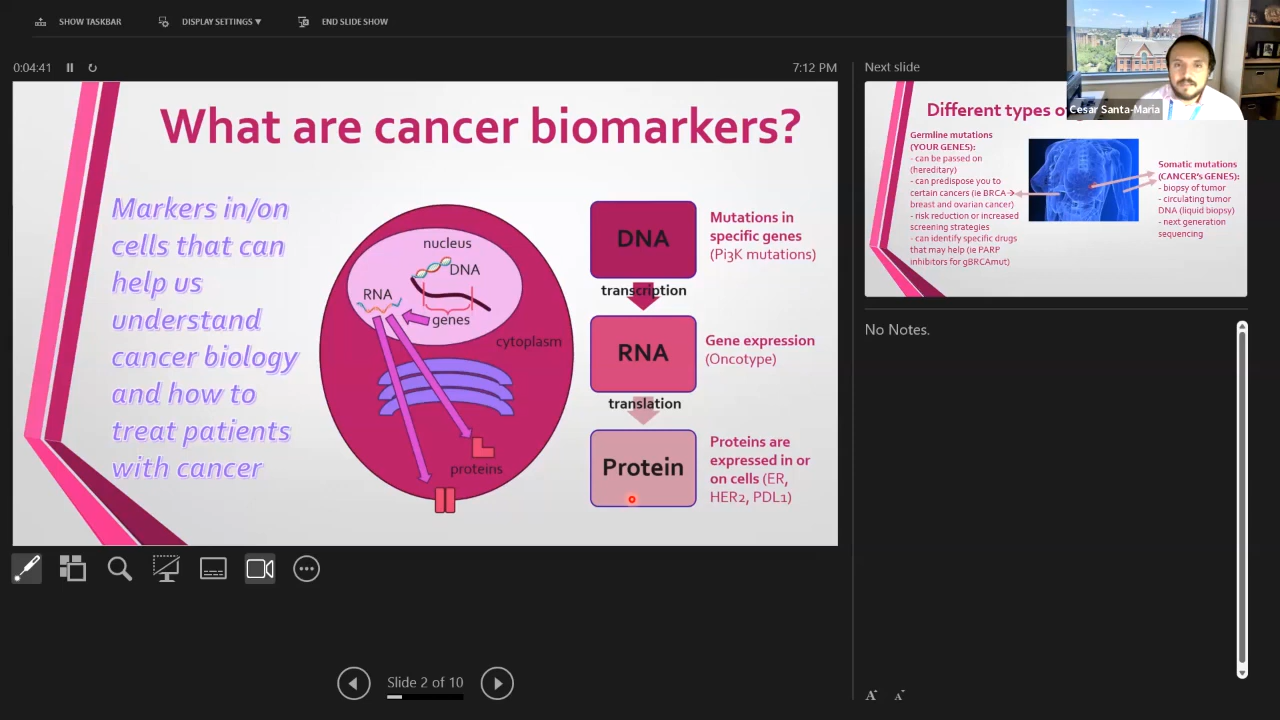 SHOW TASKBAR
DISPLAY SETTINGS ▼
END SLIDE SHOW
0:04:41
7:12 PM
What are cancer biomarkers?
Markers in/on
cells that can
help us
understand
cancer biology
and how to
treat patients
with cancer
nucleus
DNA
RNA
genes
cytoplasm
proteins
DNA
transcription
RNA
translation
Protein
Mutations in
specific genes
(Pi3K mutations)
Gene expression
(Oncotype)
Proteins are
expressed in or
on cells (ER,
HER2, PDL1)
Slide 2 of 10
Next slide
Cesar Santa-Maria
Different types o
Germline mutations
(YOUR GENES):
- can be passed on
(hereditary)
- can predispose you to
certain cancers (ie BRCA→
breast and ovarian cancer)
- risk reduction or increased
screening strategies
- can identify specific drugs
that may help (ie PARP
inhibitors for gBRCAmut)
Somatic mutations
(CANCER's GENES):
- biopsy of tumor
- circulating tumor
DNA (liquid biopsy)
- next generation
sequencing
No Notes.
A A